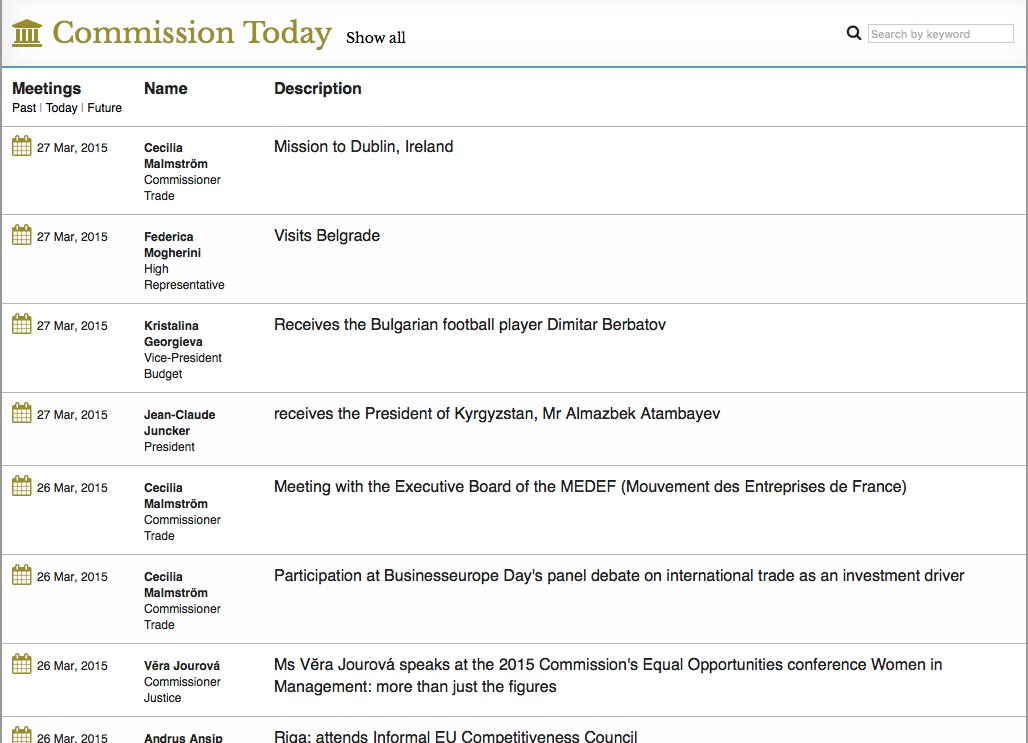 Commission Today Show all
Search by keyword
Meetings Name Description
Past | Today | Future
27 Mar, 2015 Cecilia Mission to Dublin, Ireland
Malmström
Commissioner
Trade
27 Mar, 2015 Federica Visits Belgrade
Mogherini
High
Representative
27 Mar, 2015 Kristalina Receives the Bulgarian football player Dimitar Berbatov
Georgieva
Vice-President
Budget
27 Mar, 2015 Jean-Claude receives the President of Kyrgyzstan, Mr Almazbek Atambayev
Juncker
President
26 Mar, 2015 Cecilia Meeting with the Executive Board of the MEDEF (Mouvement des Entreprises de France)
Malmström
Commissioner
Trade
26 Mar, 2015 Cecilia Participation at Businesseurope Day's panel debate on international trade as an investment driver
Malmström
Commissioner
Trade
26 Mar, 2015 Vĕra Jourová Ms Vĕra Jourová speaks at the 2015 Commission's Equal Opportunities conference Women in
Commissioner Management: more than just the figures
Justice
26 Mar, 2015 Andrus Ansip Riga: attends Informal EU Competitiveness Council